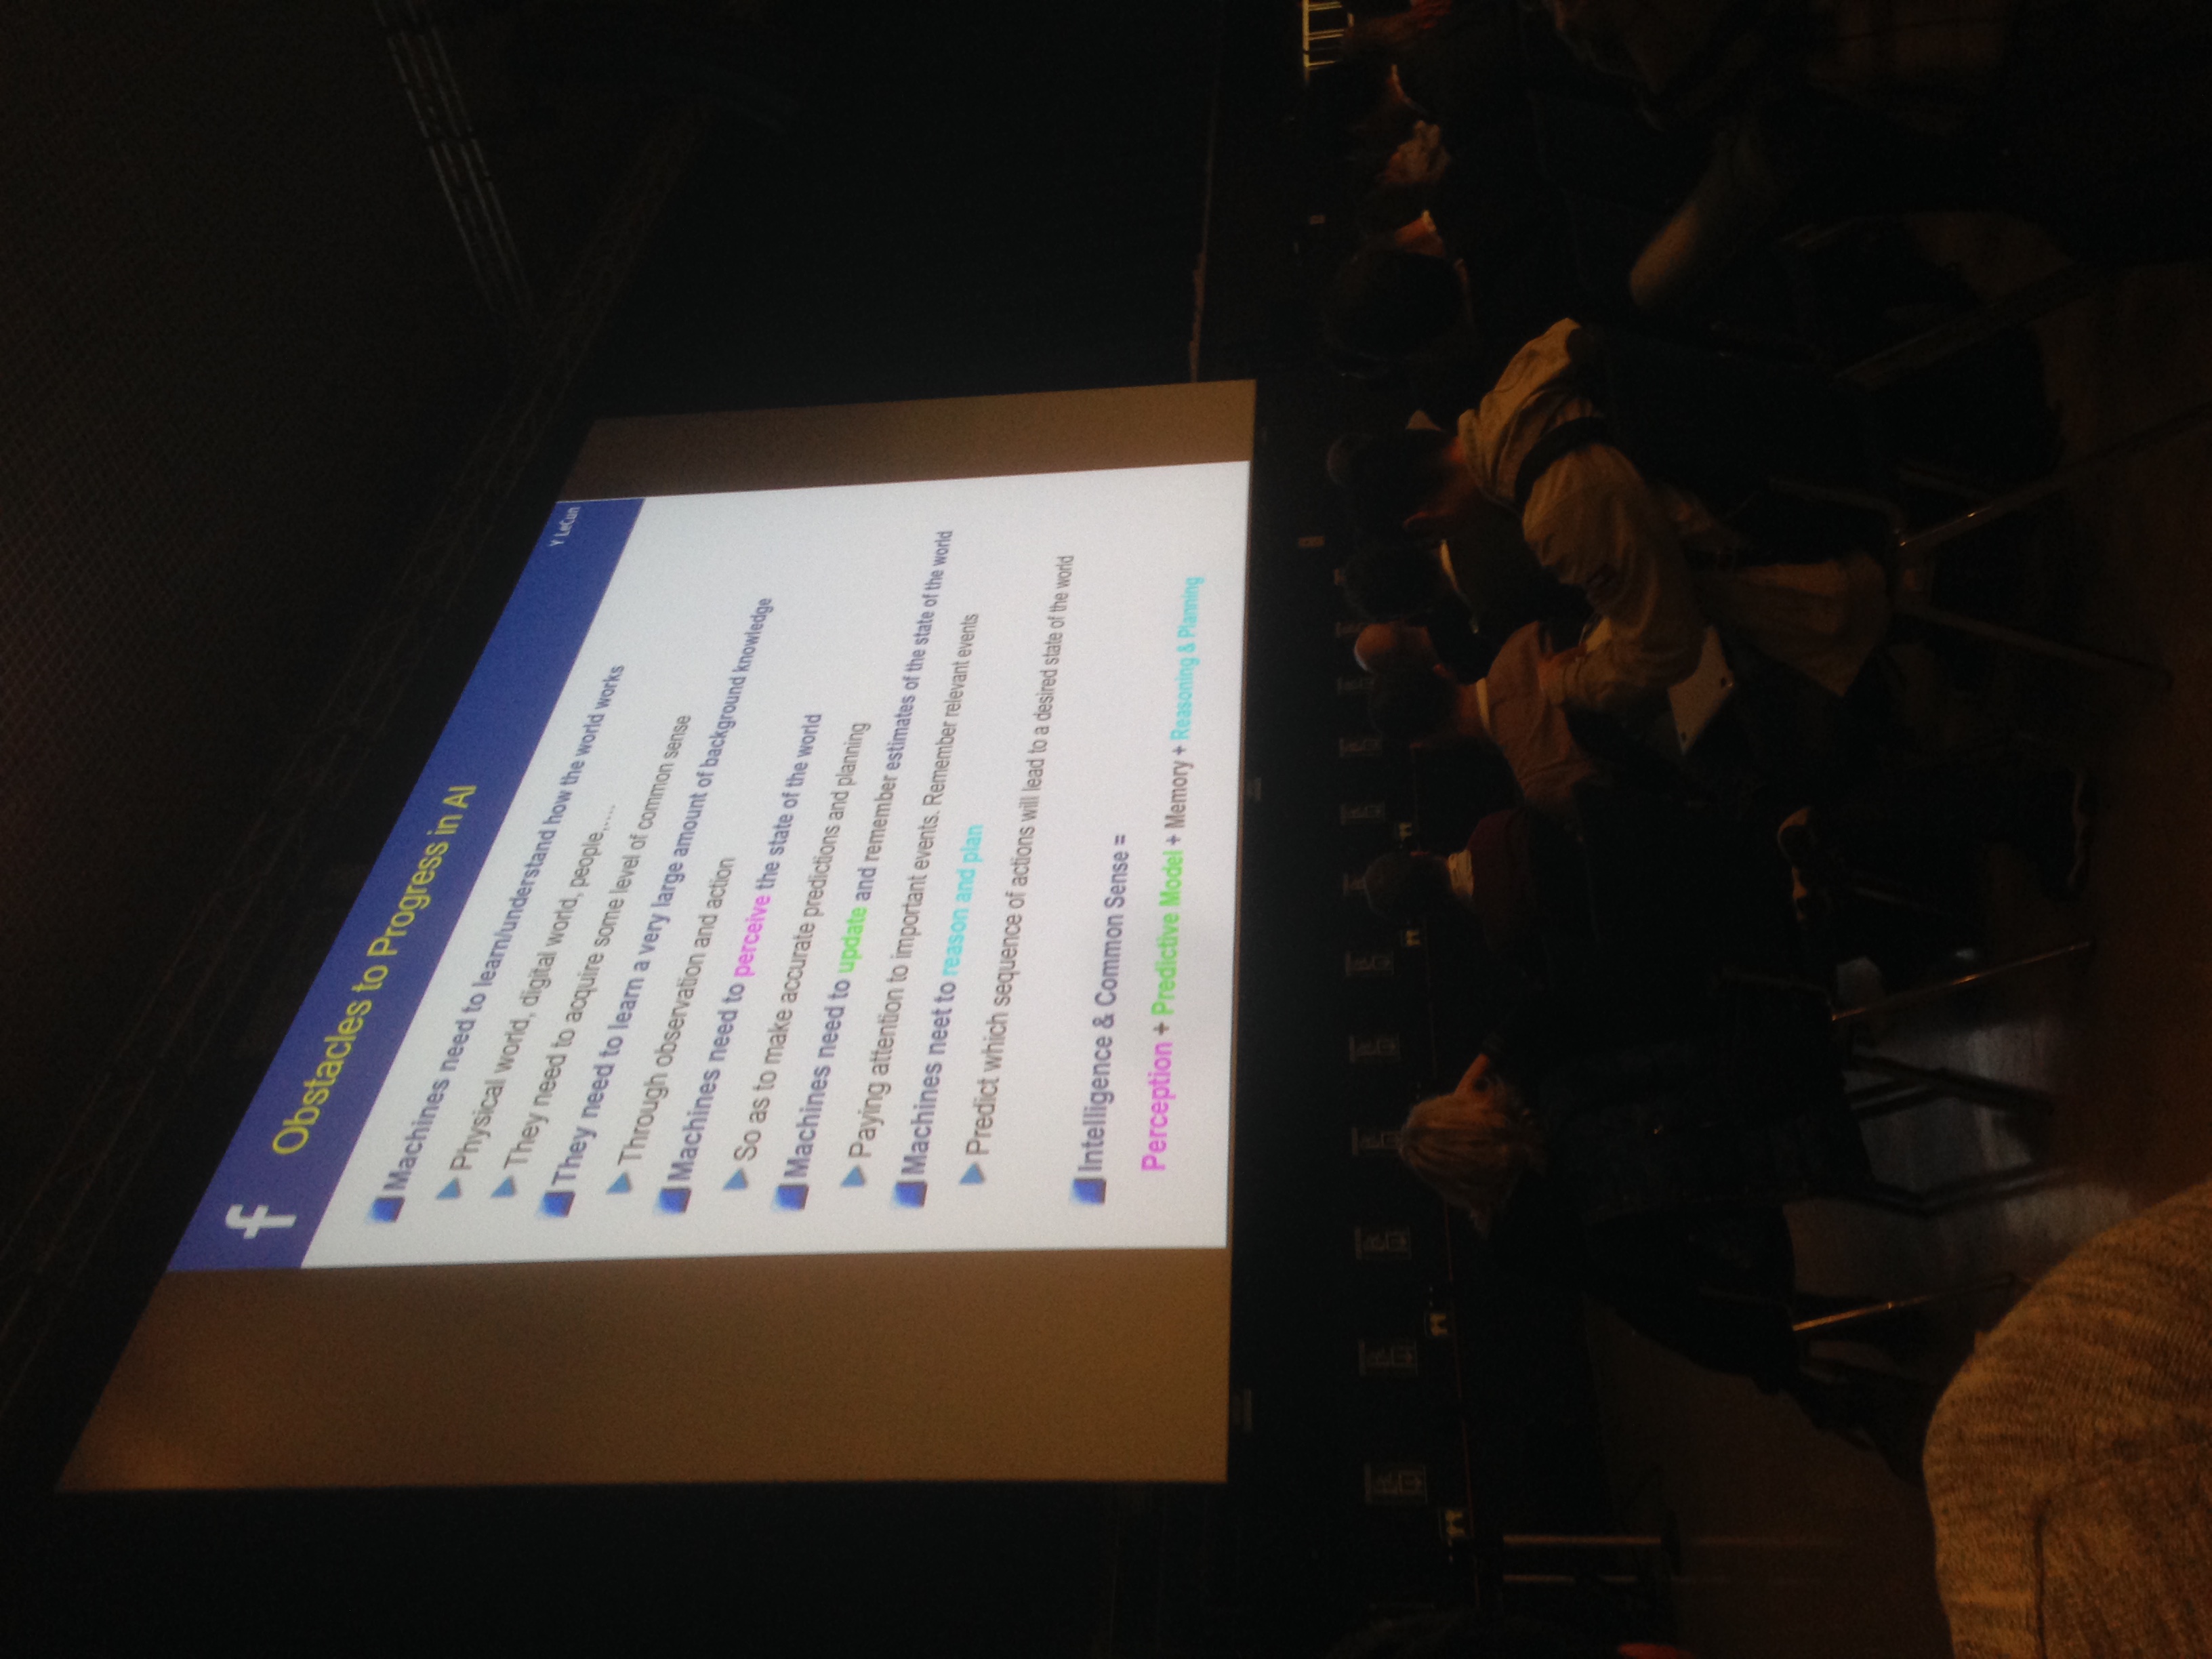 f
Obstacles to Progress in AI
Y LeCun
Machines need to learn/understand how the world works
Physical world, digital world, people,....
They need to acquire some level of common sense
They need to learn a very large amount of background knowledge
Through observation and action
Machines need to perceive the state of the world
So as to make accurate predictions and planning
Machines need to update and remember estimates of the state of the world
Paying attention to important events. Remember relevant events
Machines neet to reason and plan
Predict which sequence of actions will lead to a desired state of the world
Intelligence & Common Sense =
Perception + Predictive Model + Memory + Reasoning & Planning